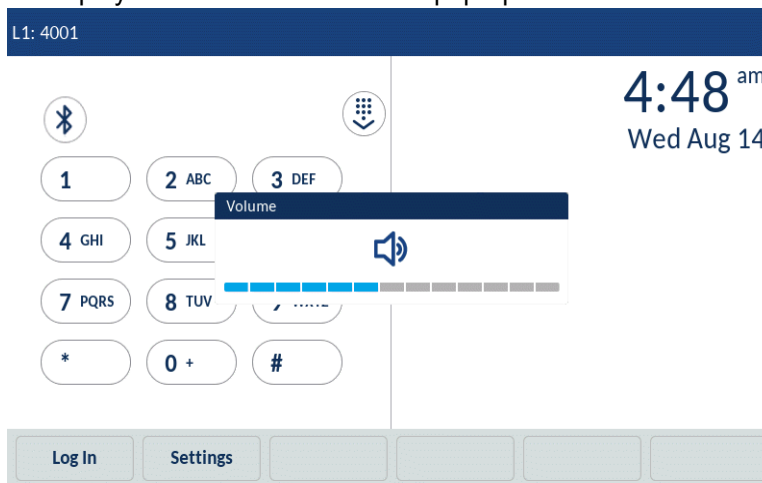 L1: 4001
4:48 am
Wed Aug 14
1
2 ABC
3 DEF
Volume
4 GHI
5 JKL
7 PQRS
8 TUV
*
0 +
#
Log In
Settings